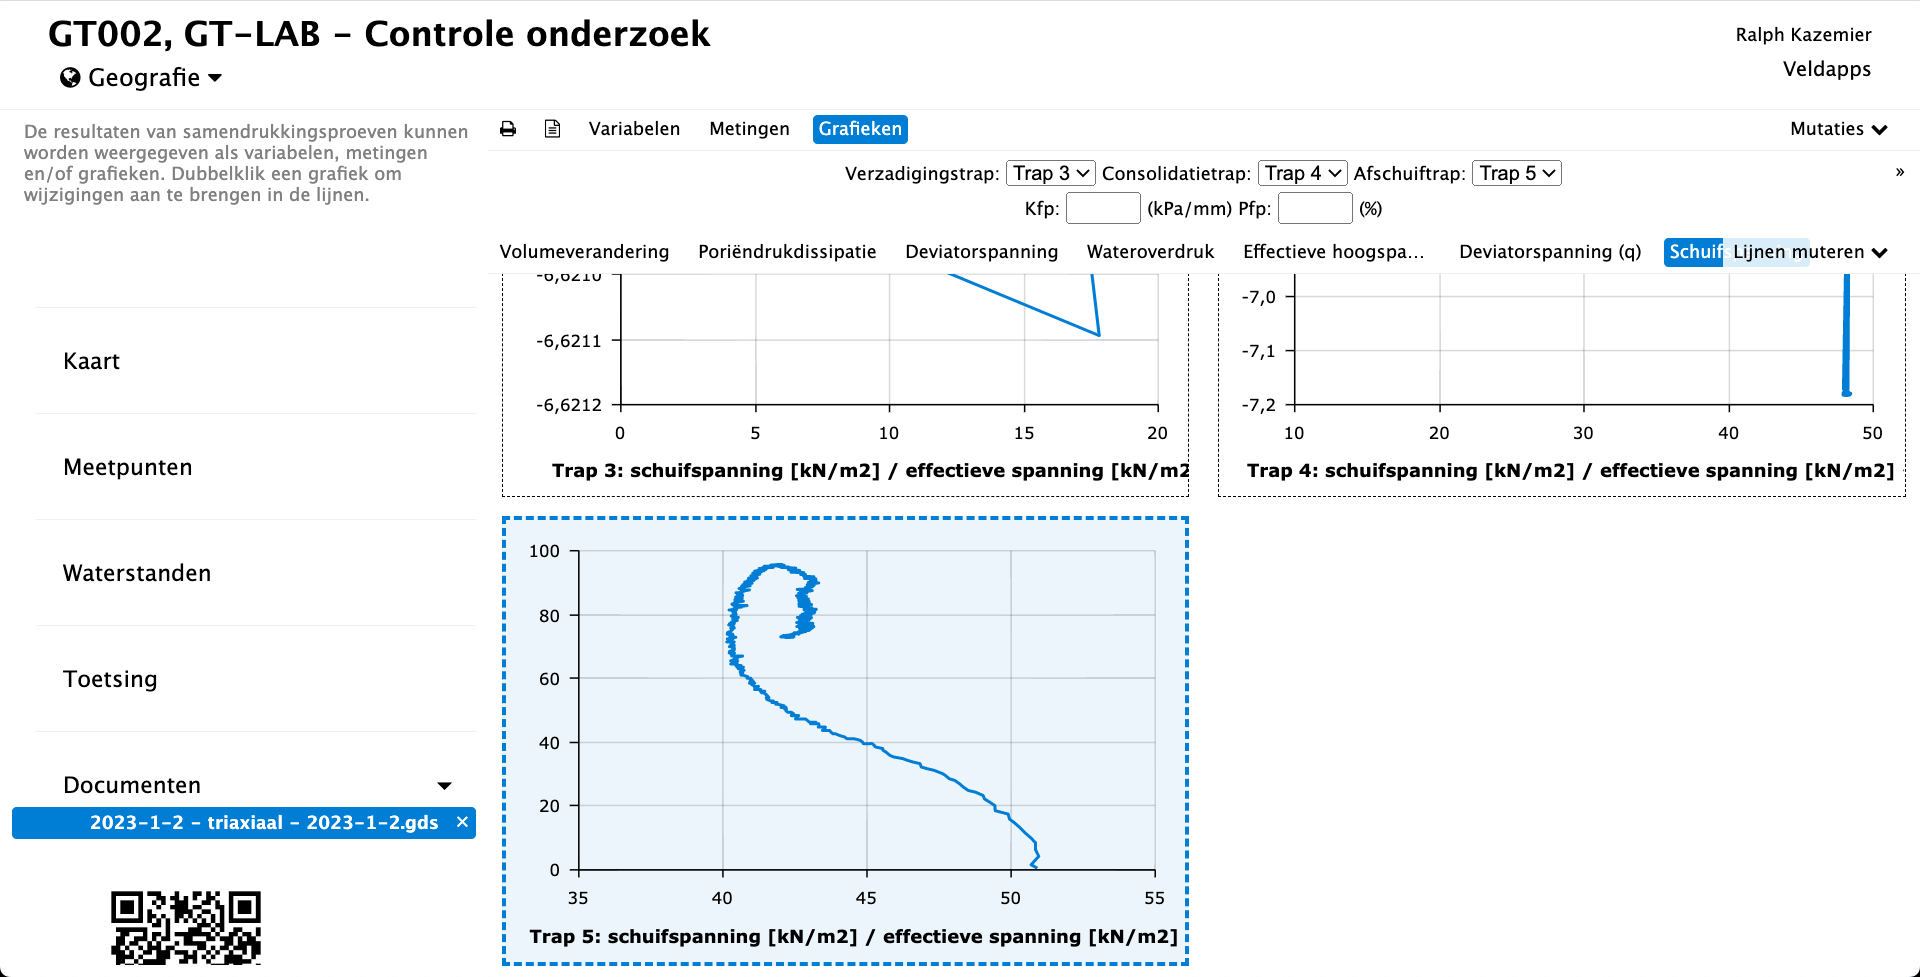 GT002, GT-LAB - Controle onderzoek
Ralph Kazemier
Geografie
Veldapps
De resultaten van samendrukkingsproeven kunnen
worden weergegeven als variabelen, metingen
en/of grafieken. Dubbelklik een grafiek om
wijzigingen aan te brengen in de lijnen.
Kaart
Meetpunten
Waterstanden
Toetsing
Documenten
2023-1-2 - triaxiaal - 2023-1-2.gds ×
Variabelen Metingen Grafieken Mutaties
Verzadigingstrap: Trap 3 Consolidatietrap: Trap 4 Afschuiftrap: Trap 5 »
Kfp: (kPa/mm) Pfp: (%)
Volumeverandering Poriëndrukdissipatie Deviatorspanning Wateroverdruk Effectieve hoogspa... Deviatorspanning (q) Schuifs Lijnen muteren
-6,6210
-6,6211
-6,6212
0 5 10 15 20
Trap 3: schuifspanning [kN/m2] / effectieve spanning [kN/m2
-7,0
-7,1
-7,2
10 20 30 40 50
Trap 4: schuifspanning [kN/m2] / effectieve spanning [kN/m2]
100
80
60
40
20
0
35 40 45 50 55
Trap 5: schuifspanning [kN/m2] / effectieve spanning [kN/m2]